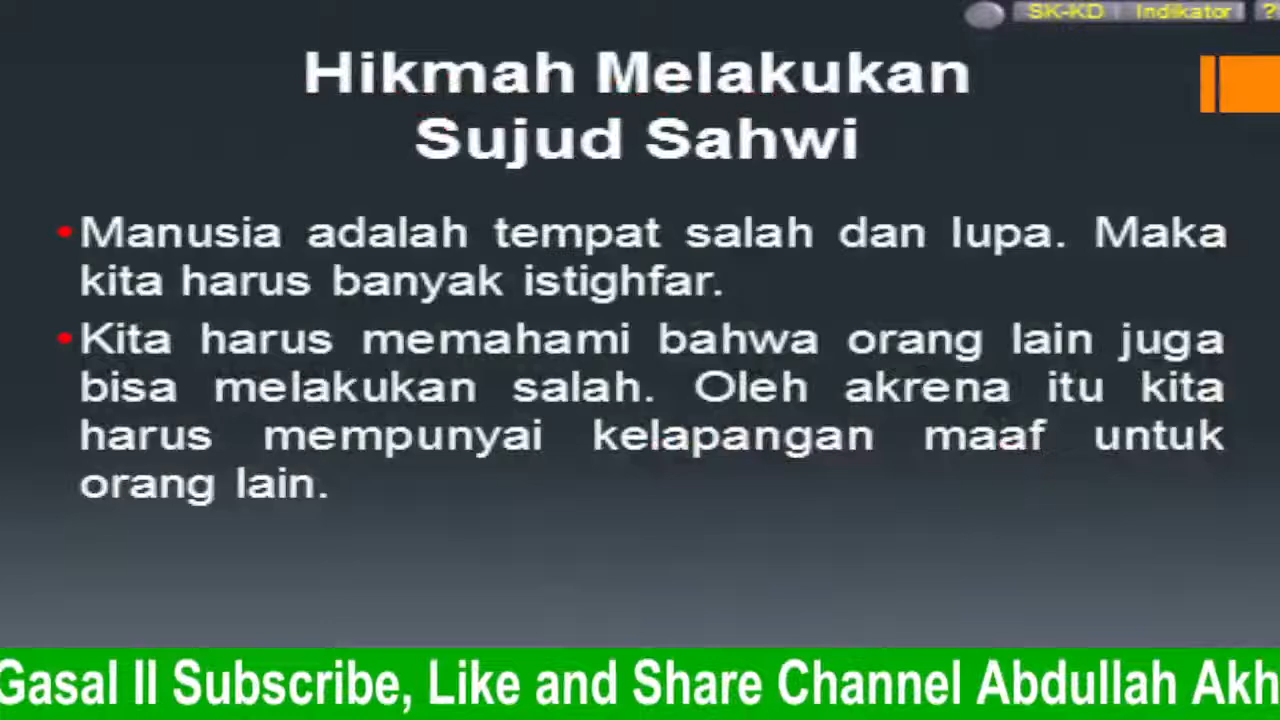 SK-KD Indikator ?
Hikmah Melakukan
Sujud Sahwi
•Manusia adalah tempat salah dan lupa. Maka
kita harus banyak istighfar.
•Kita harus memahami bahwa orang lain juga
bisa melakukan salah. Oleh akrena itu kita
harus mempunyai kelapangan maaf untuk
orang lain.
Gasal II Subscribe, Like and Share Channel Abdullah Akh